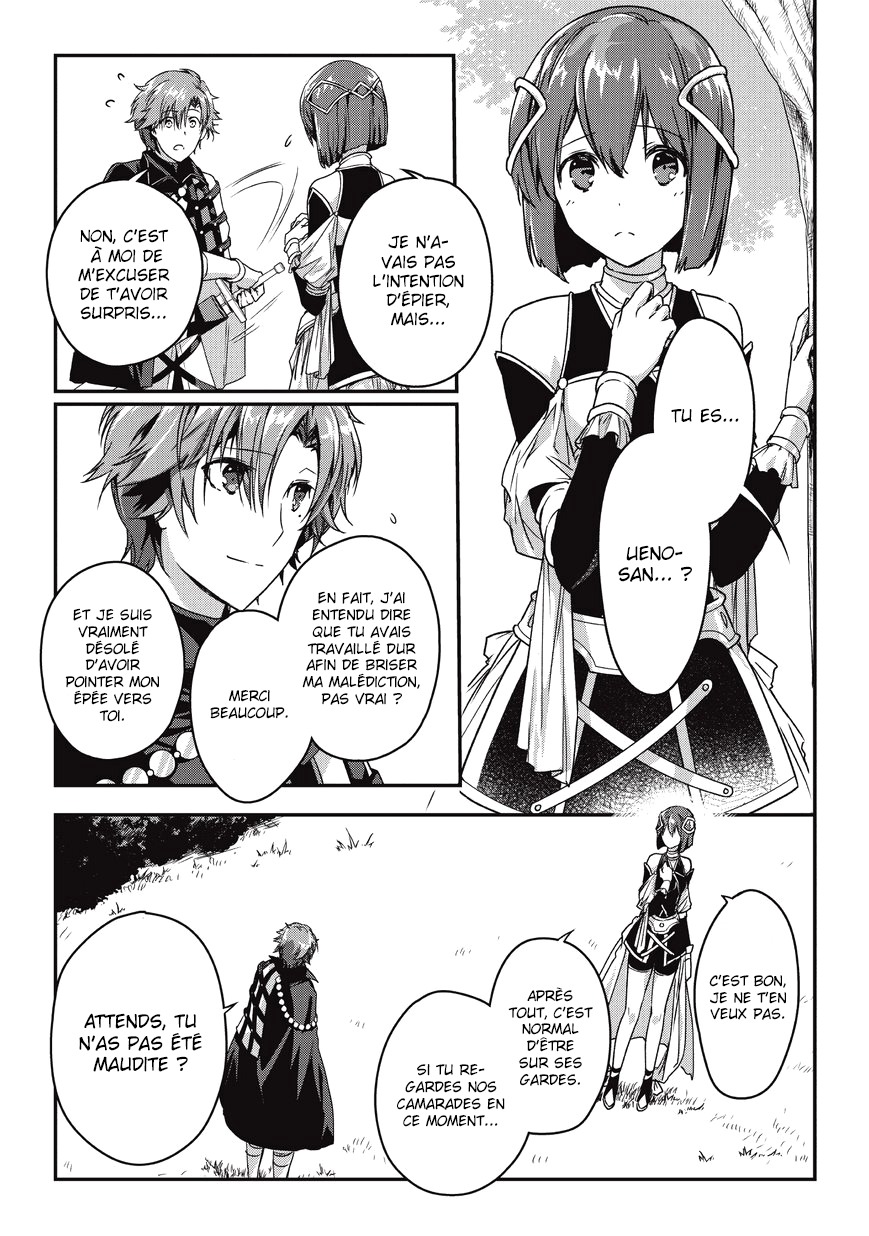 TU ES...
UENO-
SAN... ?
JE N'A-
VAIS PAS
L'INTENTION
D'ÉPIER,
MAIS...
NON, C'EST
À MOI DE
M'EXCUSER
DE T'AVOIR
SURPRIS...
EN FAIT, J'AI
ENTENDU DIRE
QUE TU AVAIS
TRAVAILLÉ DUR
AFIN DE BRISER
MA MALÉDICTION,
PAS VRAI ?
MERCI
BEAUCOUP.
ET JE SUIS
VRAIMENT
DÉSOLÉ
D'AVOIR
POINTER MON
ÉPÉE VERS
TOI.
C'EST BON,
JE NE T'EN
VEUX PAS.
APRÈS
TOUT, C'EST
NORMAL
D'ÊTRE
SUR SES
GARDES.
SI TU RE-
GARDES NOS
CAMARADES EN
CE MOMENT...
ATTENDS, TU
N'AS PAS ÉTÉ
MAUDITE ?